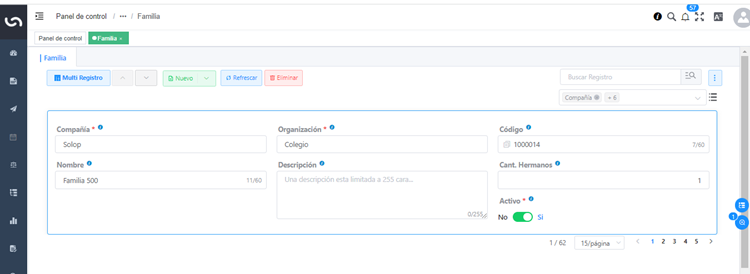 Panel de control / ··· / Familia
57
Panel de control
Familia ×
Familia
Multi Registro
Nuevo
Refrescar
Eliminar
Buscar Registro
Compañía
+ 6
Compañía *
Organización *
Código
Solop
Colegio
1000014
7/60
Nombre
Descripción
Cant. Hermanos
Familia 500
11/60
Una descripción esta limitada a 255 cara...
0/255
1
Activo *
No
Si
1
1 / 62
15/página
< 1 2 3 4 5 >